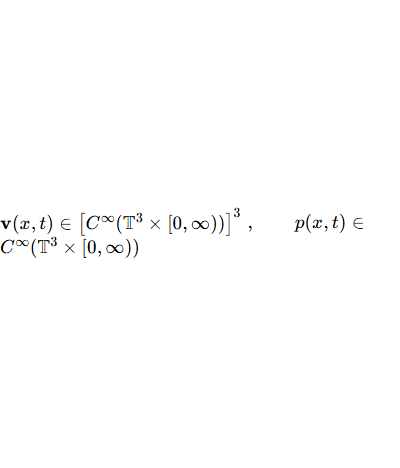 v(x, t) ∈ [C^∞(𝕋³ × [0, ∞))]³ , p(x, t) ∈
C^∞(𝕋³ × [0, ∞))